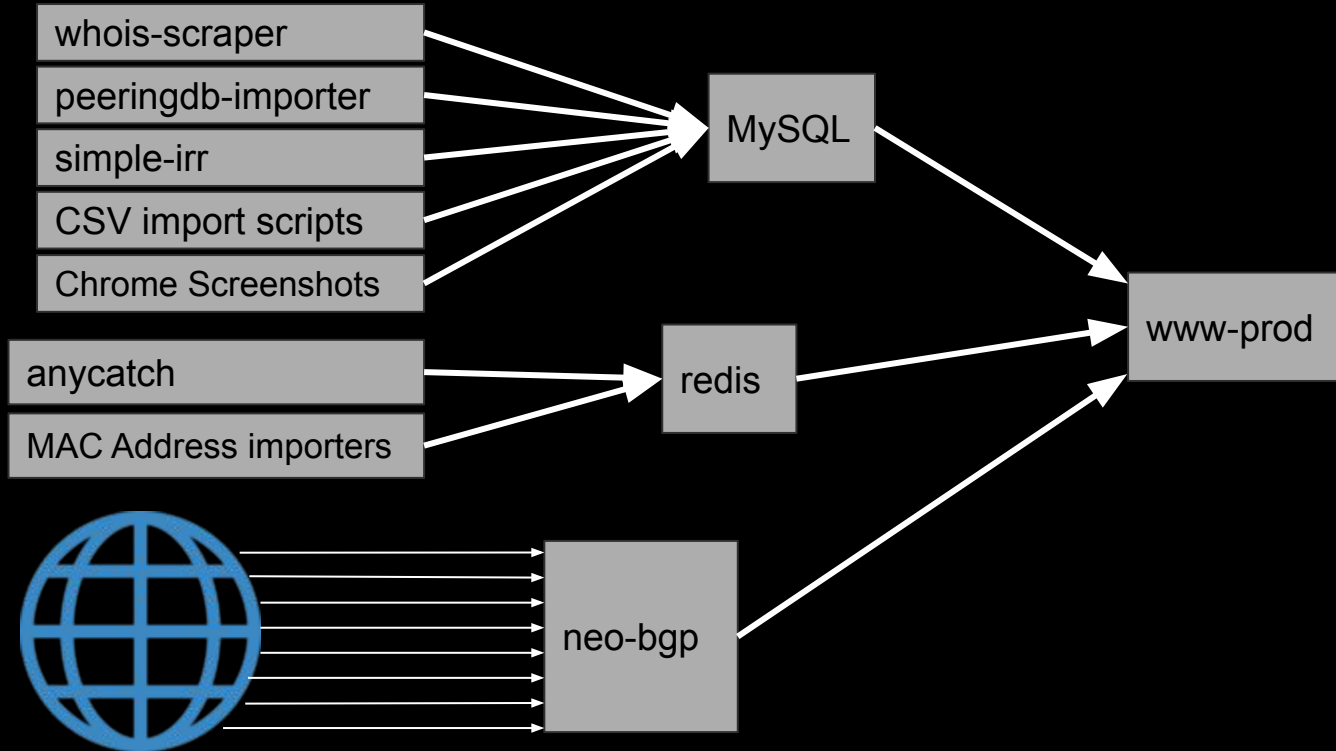 whois-scraper
peeringdb-importer
simple-irr
CSV import scripts
Chrome Screenshots
MySQL
www-prod
anycatch
MAC Address importers
redis
neo-bgp